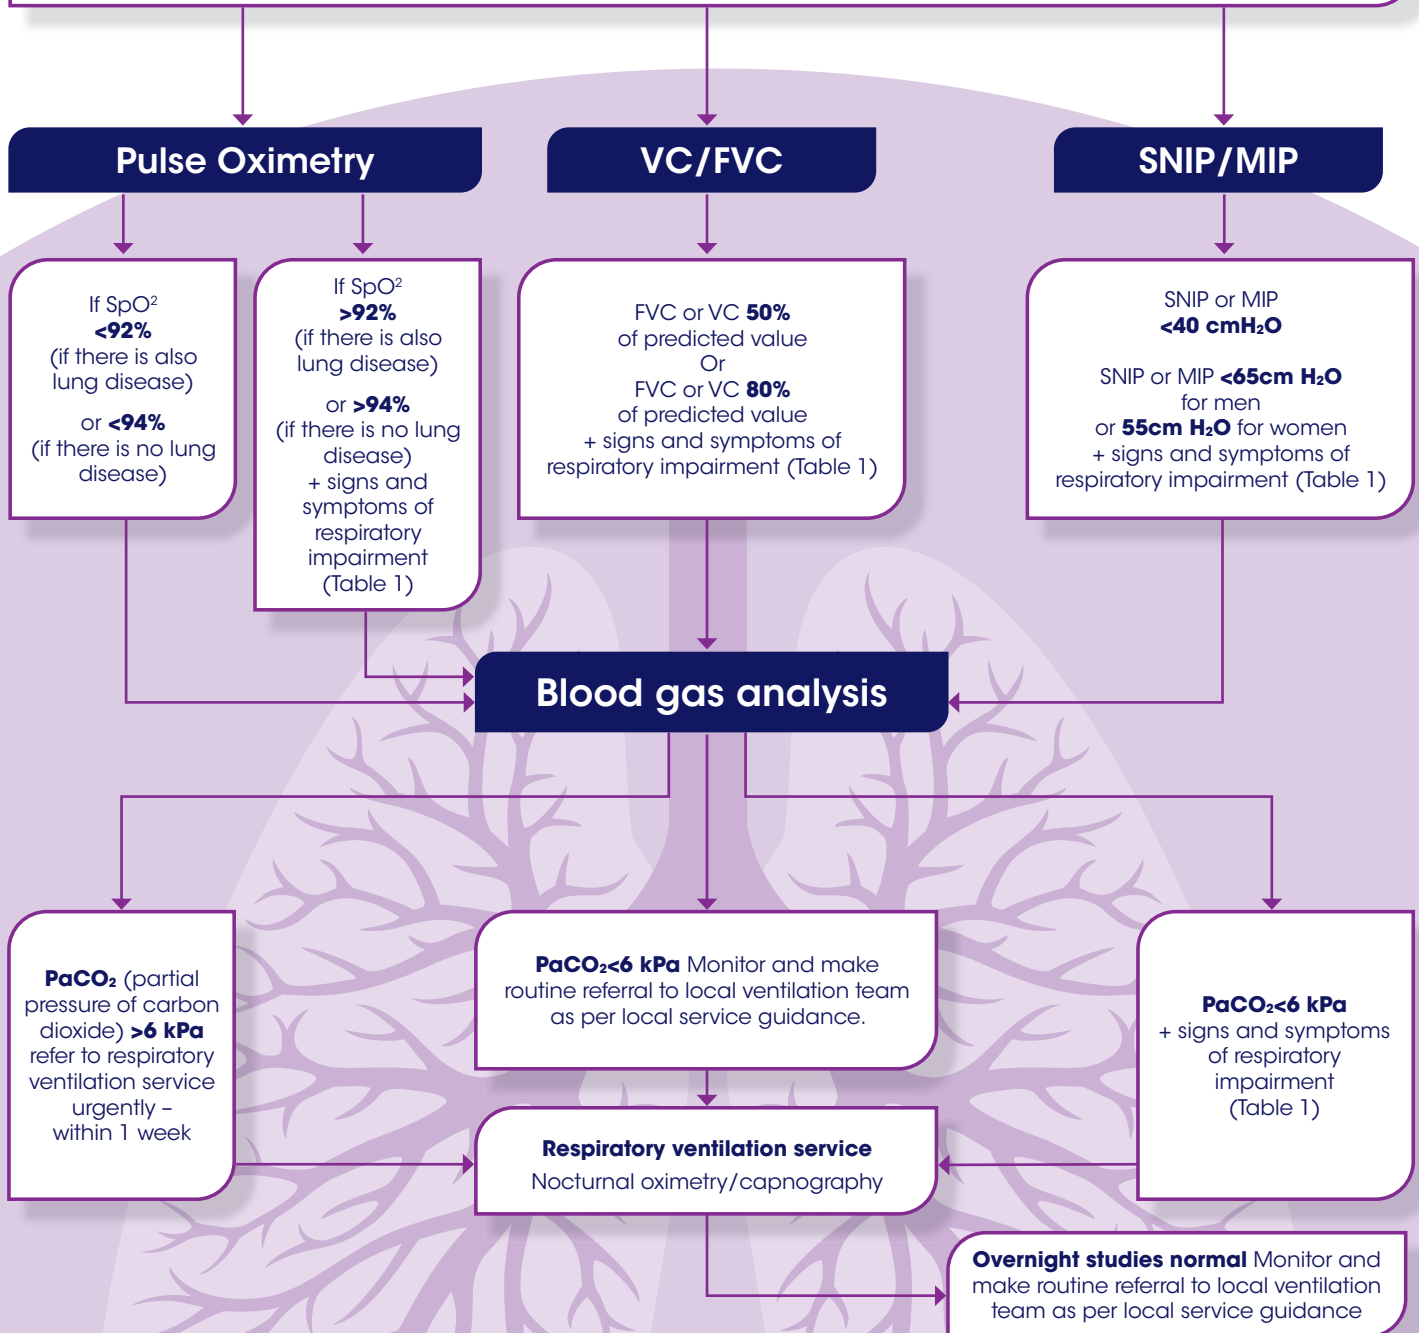 Pulse Oximetry
VC/FVC
SNIP/MIP
If SpO²
<92%
(if there is also
lung disease)
or <94%
(if there is no lung
disease)
If SpO²
>92%
(if there is also
lung disease)
or >94%
(if there is no lung
disease)
+ signs and
symptoms of
respiratory
impairment
(Table 1)
FVC or VC 50%
of predicted value
Or
FVC or VC 80%
of predicted value
+ signs and symptoms of
respiratory impairment (Table 1)
SNIP or MIP
<40 cmH₂O
SNIP or MIP <65cm H₂O
for men
or 55cm H₂O for women
+ signs and symptoms of
respiratory impairment (Table 1)
Blood gas analysis
PaCO₂ (partial
pressure of carbon
dioxide) >6 kPa
refer to respiratory
ventilation service
urgently –
within 1 week
PaCO₂<6 kPa Monitor and make
routine referral to local ventilation team
as per local service guidance.
PaCO₂<6 kPa
+ signs and symptoms
of respiratory
impairment
(Table 1)
Respiratory ventilation service
Nocturnal oximetry/capnography
Overnight studies normal Monitor and
make routine referral to local ventilation
team as per local service guidance